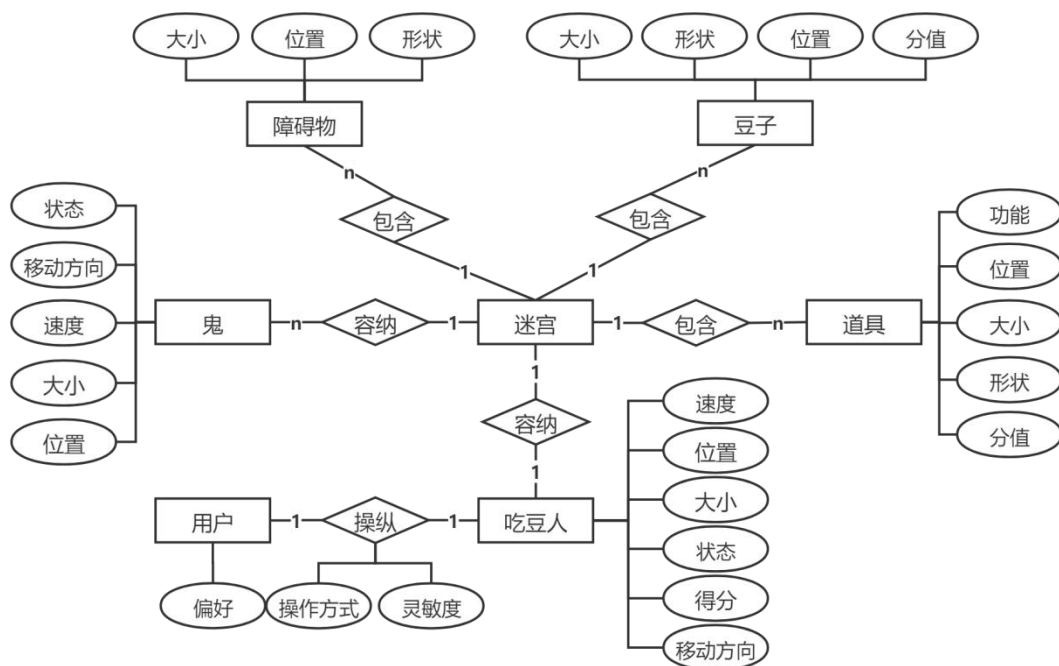 大小 位置 形状 大小 形状 位置 分值
障碍物 豆子
n n
状态 包含 包含 功能
移动方向 位置
1 1
速度 鬼 n 容纳 1 迷宫 1 包含 n 道具 大小
1
大小 形状
速度
位置 容纳 分值
位置
1 大小
用户 1 操纵 1 吃豆人
状态
偏好 操作方式 灵敏度 得分
移动方向